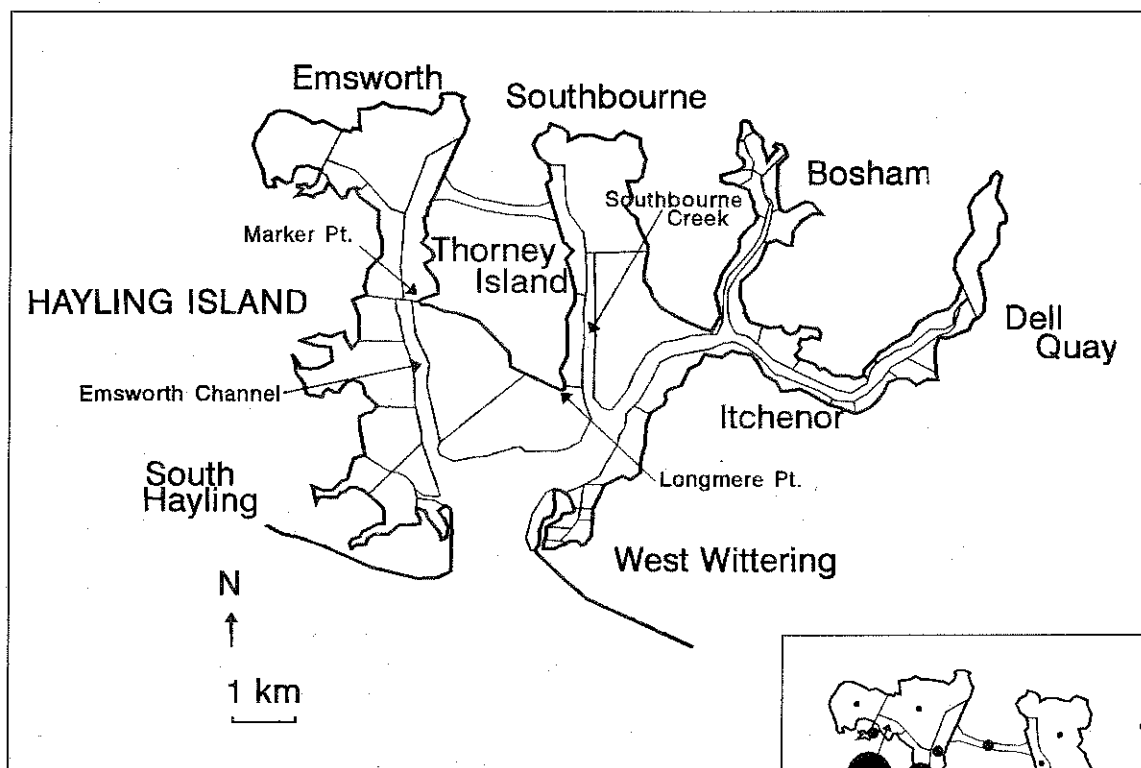 Emsworth
Southbourne
Bosham
Southbourne
Creek
Marker Pt.
Thorney
Island
HAYLING ISLAND
Dell
Quay
Emsworth Channel
Itchenor
South
Hayling
Longmere Pt.
West Wittering
N
1 km